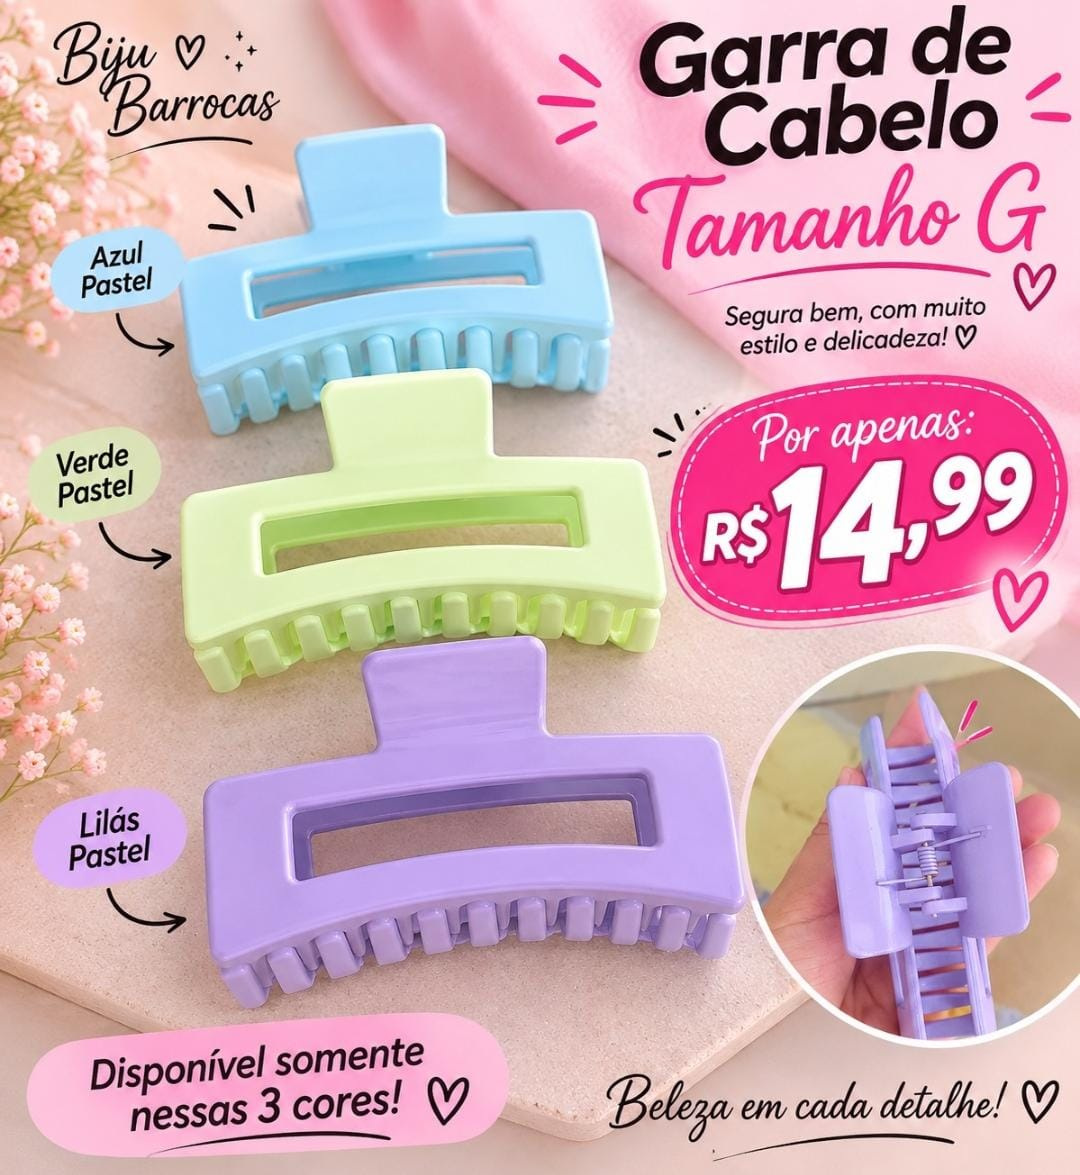 Biju
Barrocas
Garra de
Cabelo
Tamanho G
Segura bem, com muito
estilo e delicadeza!
Azul
Pastel
Por apenas:
R$14,99
Verde
Pastel
Lilás
Pastel
Disponível somente
nessas 3 cores!
Beleza em cada detalhe!